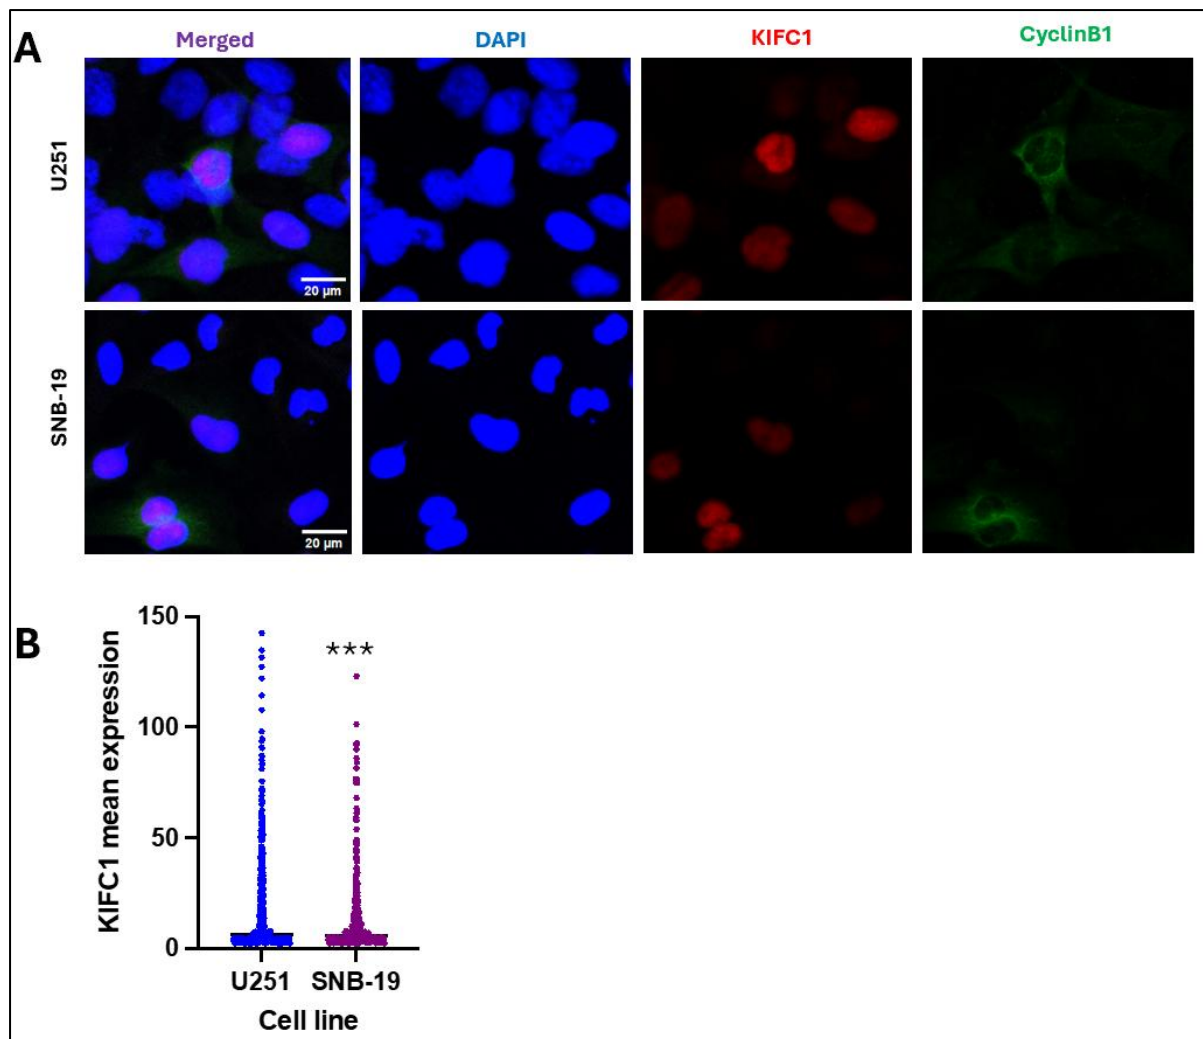 A
Merged DAPI KIFC1 CyclinB1
U251
20 μm
SNB-19
20 μm
B
KIFC1 mean expression
150
***
100
50
0
U251 SNB-19
Cell line